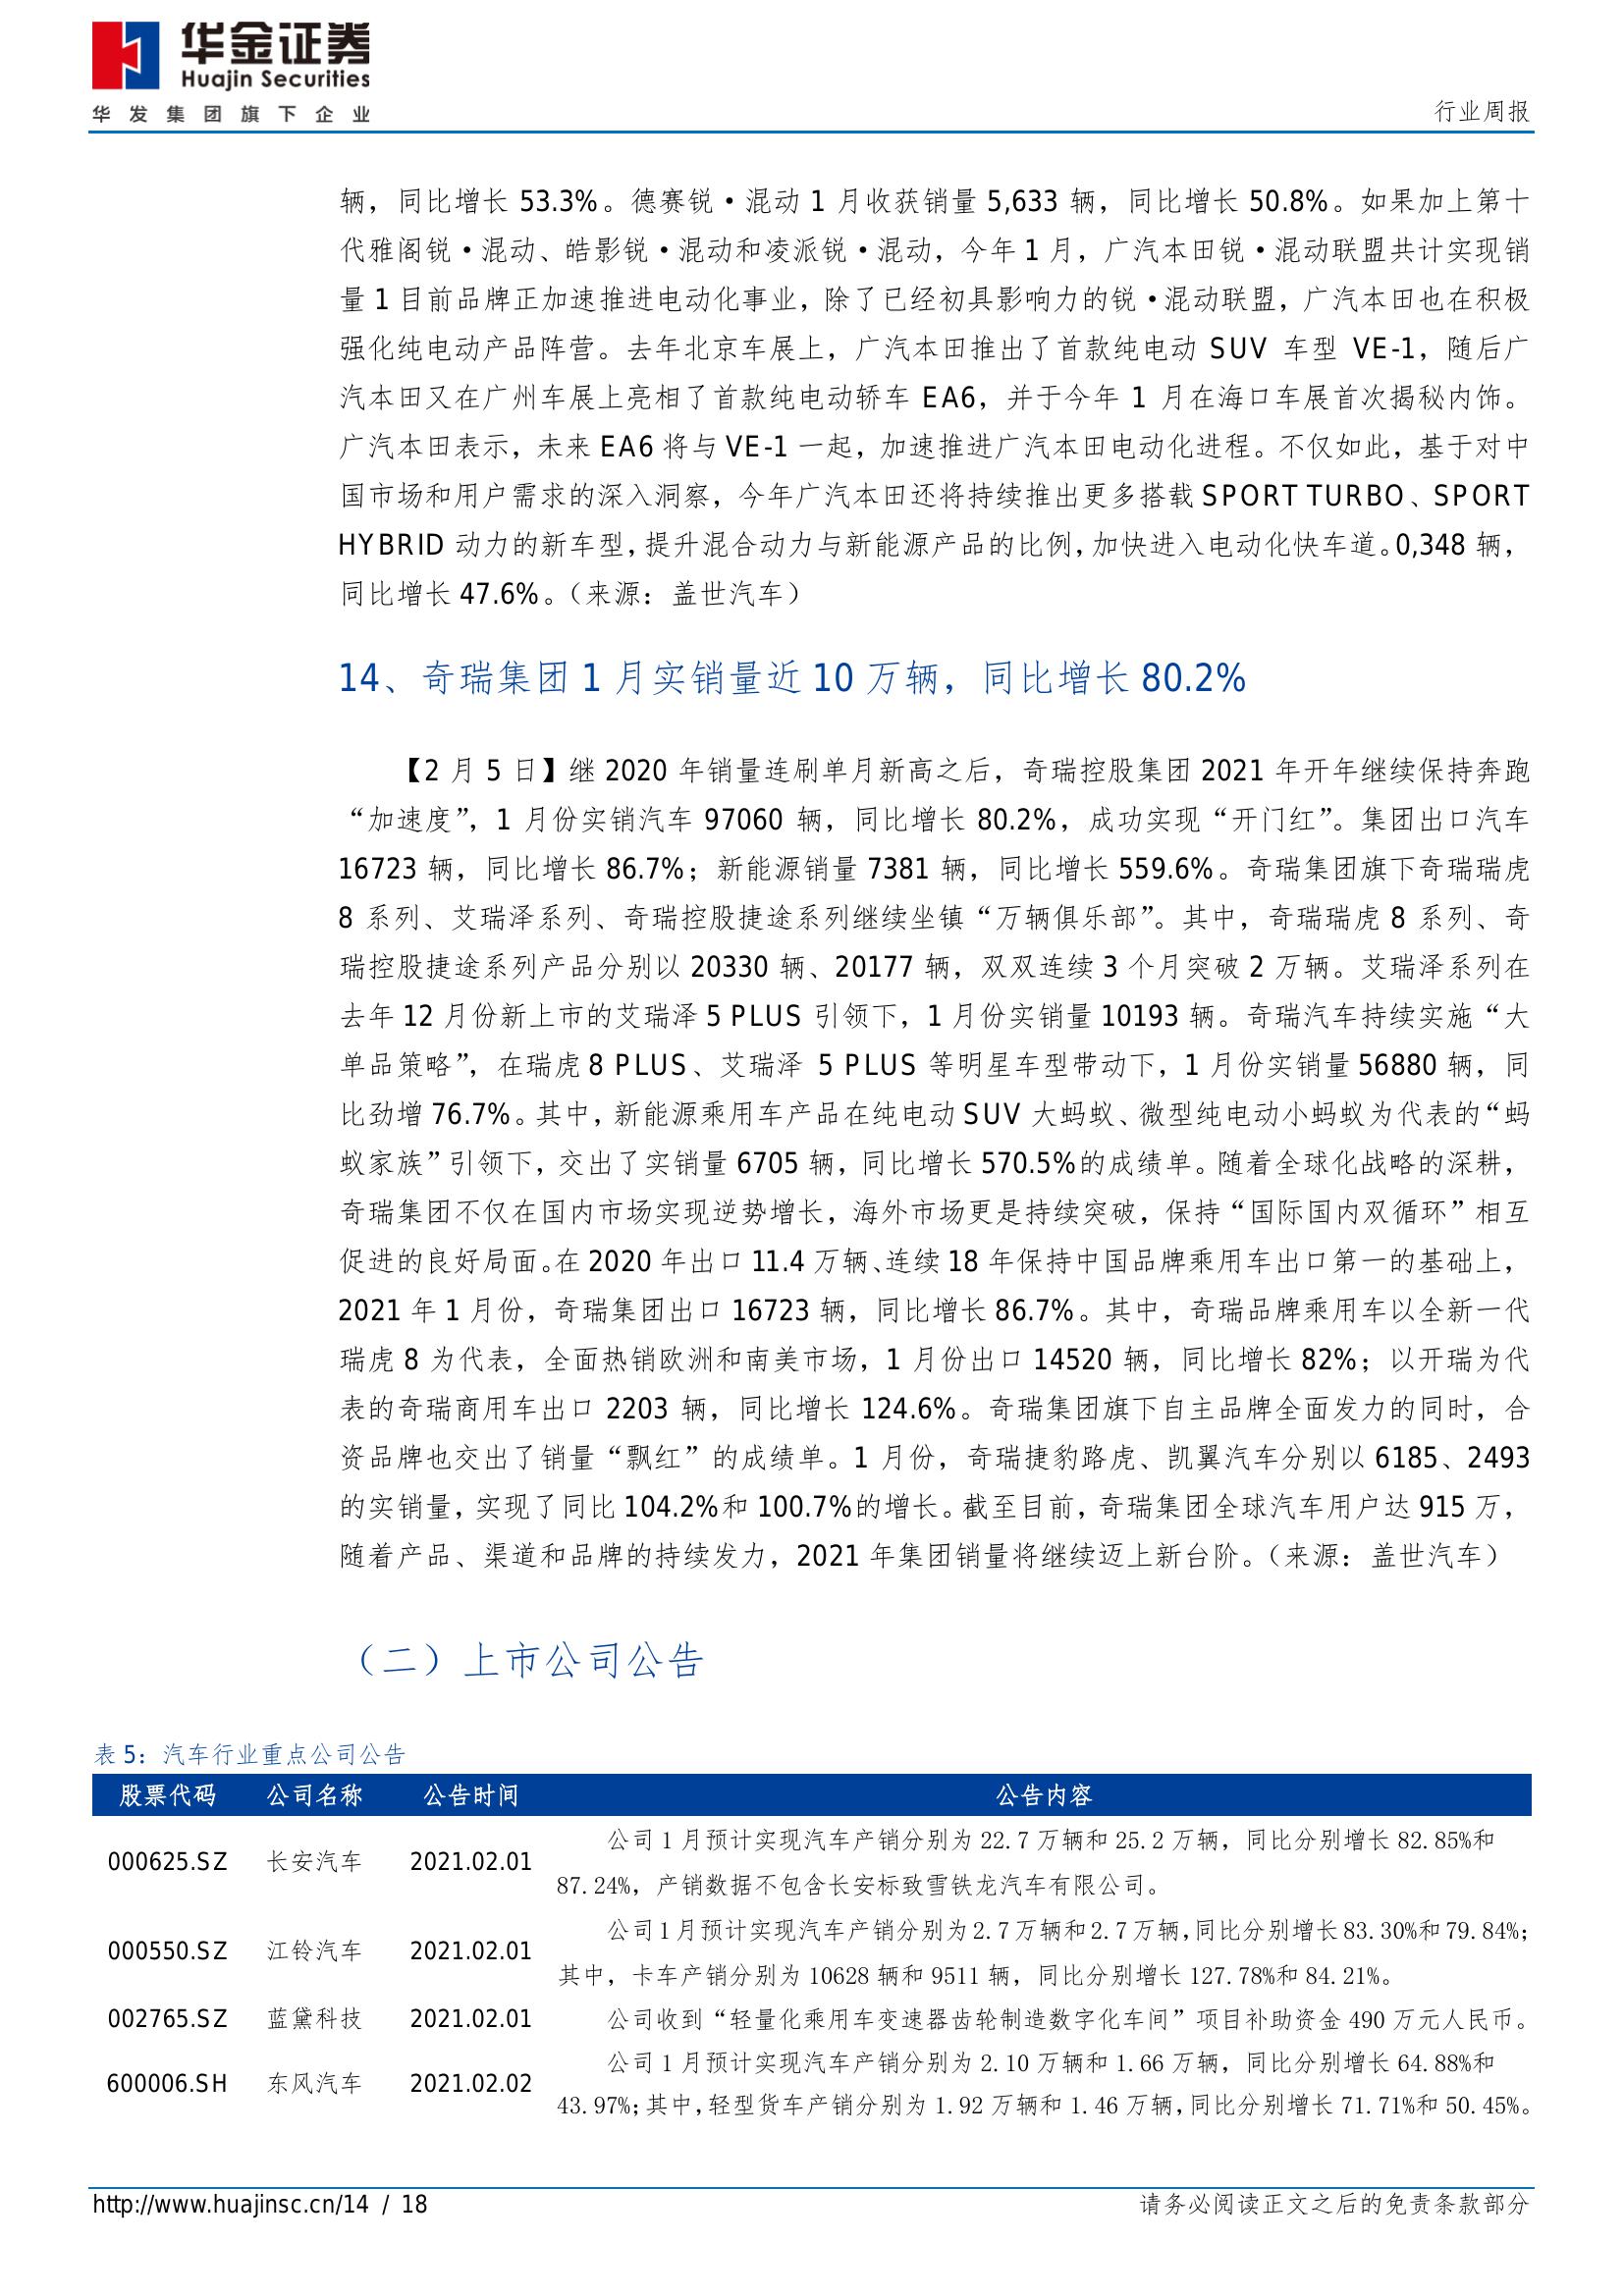 华金证券
Huajin Securities
华发集团旗下企业
行业周报
辆，同比增长 53.3%。德赛锐·混动 1 月收获销量 5,633 辆，同比增长 50.8%。如果加上第十
代雅阁锐·混动、皓影锐·混动和凌派锐·混动，今年 1 月，广汽本田锐·混动联盟共计实现销
量 1 目前品牌正加速推进电动化事业，除了已经初具影响力的锐·混动联盟，广汽本田也在积极
强化纯电动产品阵营。去年北京车展上，广汽本田推出了首款纯电动 SUV 车型 VE-1，随后广
汽本田又在广州车展上亮相了首款纯电动轿车 EA6，并于今年 1 月在海口车展首次揭秘内饰。
广汽本田表示，未来 EA6 将与 VE-1 一起，加速推进广汽本田电动化进程。不仅如此，基于对中
国市场和用户需求的深入洞察，今年广汽本田还将持续推出更多搭载 SPORT TURBO、SPORT
HYBRID 动力的新车型，提升混合动力与新能源产品的比例，加快进入电动化快车道。0,348 辆，
同比增长 47.6%。（来源：盖世汽车）
14、奇瑞集团 1 月实销量近 10 万辆，同比增长 80.2%
【2 月 5 日】继 2020 年销量连刷单月新高之后，奇瑞控股集团 2021 年开年继续保持奔跑
“加速度”，1 月份实销汽车 97060 辆，同比增长 80.2%，成功实现“开门红”。集团出口汽车
16723 辆，同比增长 86.7%；新能源销量 7381 辆，同比增长 559.6%。奇瑞集团旗下奇瑞瑞虎
8 系列、艾瑞泽系列、奇瑞控股捷途系列继续坐镇“万辆俱乐部”。其中，奇瑞瑞虎 8 系列、奇
瑞控股捷途系列产品分别以 20330 辆、20177 辆，双双连续 3 个月突破 2 万辆。艾瑞泽系列在
去年 12 月份新上市的艾瑞泽 5 PLUS 引领下，1 月份实销量 10193 辆。奇瑞汽车持续实施“大
单品策略”，在瑞虎 8 PLUS、艾瑞泽 5 PLUS 等明星车型带动下，1 月份实销量 56880 辆，同
比劲增 76.7%。其中，新能源乘用车产品在纯电动 SUV 大蚂蚁、微型纯电动小蚂蚁为代表的“蚂
蚁家族”引领下，交出了实销量 6705 辆，同比增长 570.5%的成绩单。随着全球化战略的深耕，
奇瑞集团不仅在国内市场实现逆势增长，海外市场更是持续突破，保持“国际国内双循环”相互
促进的良好局面。在 2020 年出口 11.4 万辆、连续 18 年保持中国品牌乘用车出口第一的基础上，
2021 年 1 月份，奇瑞集团出口 16723 辆，同比增长 86.7%。其中，奇瑞品牌乘用车以全新一代
瑞虎 8 为代表，全面热销欧洲和南美市场，1 月份出口 14520 辆，同比增长 82%；以开瑞为代
表的奇瑞商用车出口 2203 辆，同比增长 124.6%。奇瑞集团旗下自主品牌全面发力的同时，合
资品牌也交出了销量“飘红”的成绩单。1 月份，奇瑞捷豹路虎、凯翼汽车分别以 6185、2493
的实销量，实现了同比 104.2%和 100.7%的增长。截至目前，奇瑞集团全球汽车用户达 915 万，
随着产品、渠道和品牌的持续发力，2021 年集团销量将继续迈上新台阶。（来源：盖世汽车）
（二）上市公司公告
表 5：汽车行业重点公司公告
股票代码 公司名称 公告时间 公告内容
000625.SZ 长安汽车 2021.02.01 公司 1 月预计实现汽车产销分别为 22.7 万辆和 25.2 万辆，同比分别增长 82.85%和
87.24%，产销数据不包含长安标致雪铁龙汽车有限公司。
000550.SZ 江铃汽车 2021.02.01 公司 1 月预计实现汽车产销分别为 2.7 万辆和 2.7 万辆，同比分别增长 83.30%和 79.84%；
其中，卡车产销分别为 10628 辆和 9511 辆，同比分别增长 127.78%和 84.21%。
002765.SZ 蓝黛科技 2021.02.01 公司收到“轻量化乘用车变速器齿轮制造数字化车间”项目补助资金 490 万元人民币。
600006.SH 东风汽车 2021.02.02 公司 1 月预计实现汽车产销分别为 2.10 万辆和 1.66 万辆，同比分别增长 64.88%和
43.97%；其中，轻型货车产销分别为 1.92 万辆和 1.46 万辆，同比分别增长 71.71%和 50.45%。
http://www.huajinsc.cn/14 / 18
请务必阅读正文之后的免责条款部分